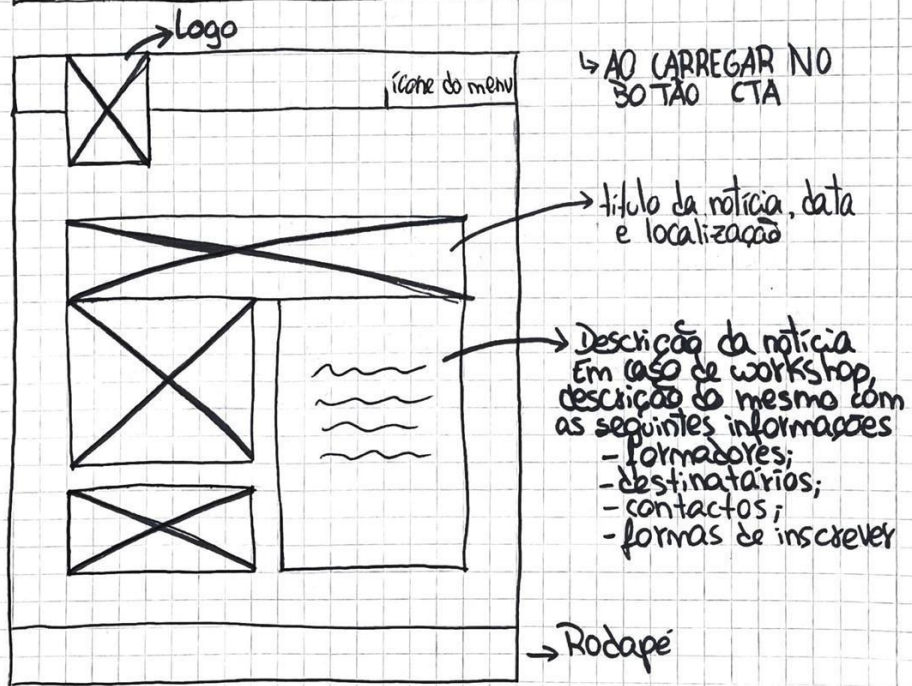 Logo
ícone do menu
↳ AO CARREGAR NO
BOTÃO CTA
título da notícia, data
e localização
Descrição da notícia
Em caso de workshop,
descrição do mesmo com
as seguintes informações
- formadores;
- destinatários;
- contactos;
- formas de inscrever
Rodapé